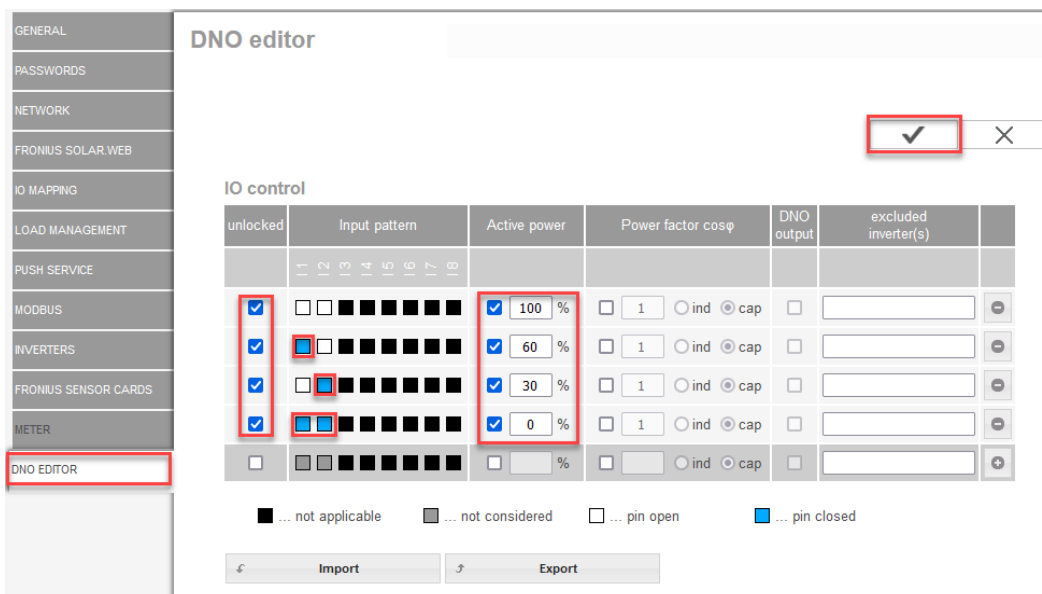 GENERAL
PASSWORDS
NETWORK
FRONIUS SOLAR.WEB
IO MAPPING
LOAD MANAGEMENT
PUSH SERVICE
MODBUS
INVERTERS
FRONIUS SENSOR CARDS
METER
DNO EDITOR
DNO editor
IO control
unlocked Input pattern Active power Power factor cosφ DNO output excluded inverter(s)
I1 I2 I3 I4 I5 I6 I7 I8
100 % 1 ind cap
60 % 1 ind cap
30 % 1 ind cap
0 % 1 ind cap
% ind cap
... not applicable ... not considered ... pin open ... pin closed
Import Export